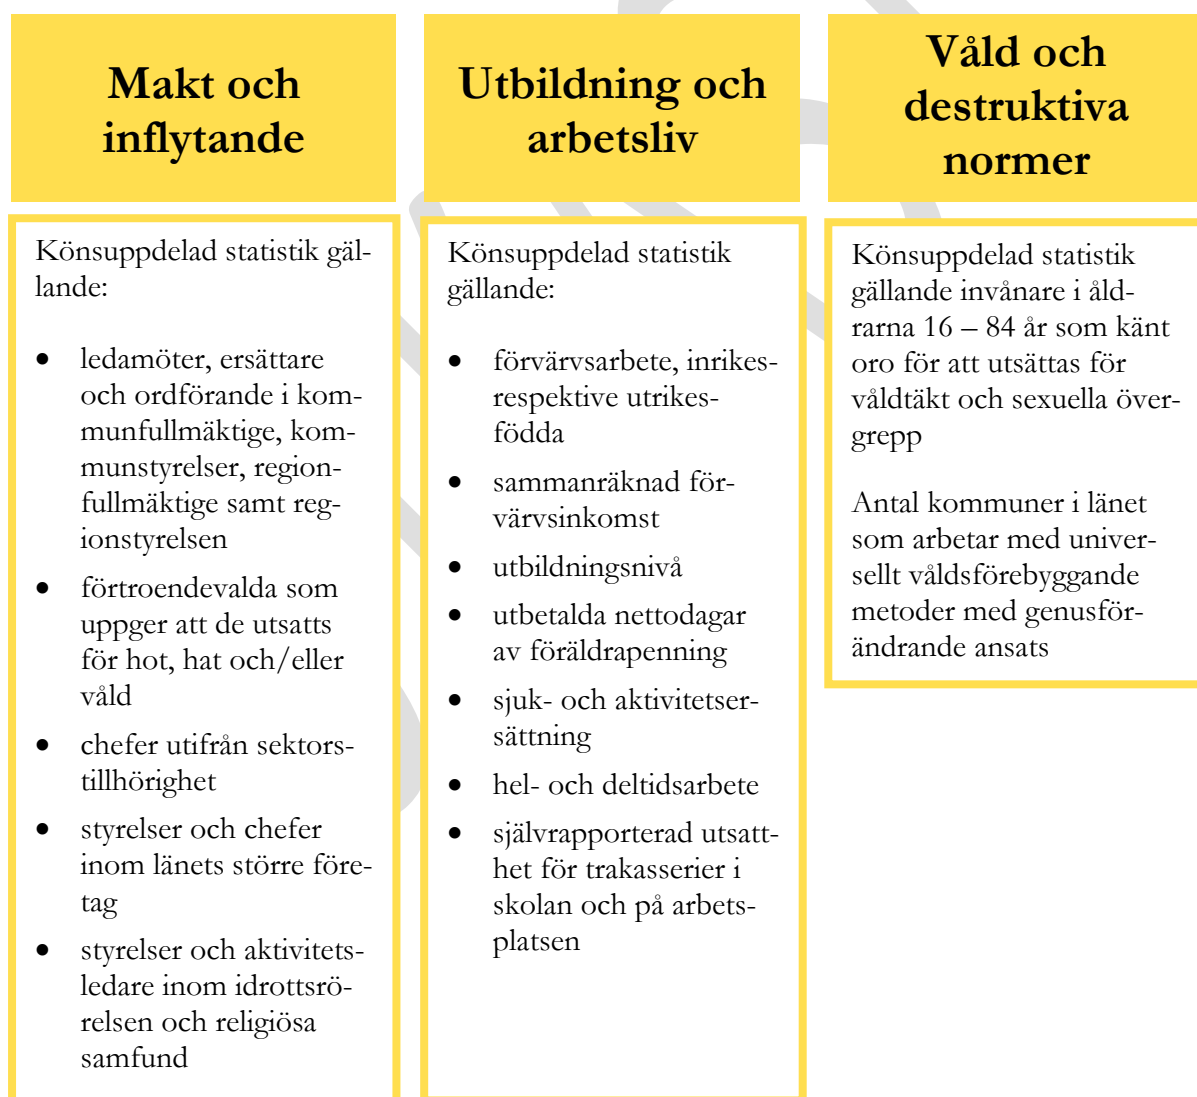 Makt och
inflytande
Könsuppdelad statistik gäl-
lande:
• ledamöter, ersättare
och ordförande i kom-
munfullmäktige, kom-
munstyrelser, region-
fullmäktige samt reg-
ionstyrelsen
• förtroendevalda som
uppger att de utsatts
för hot, hat och/eller
våld
• chefer utifrån sektors-
tillhörighet
• styrelser och chefer
inom länets större före-
tag
• styrelser och aktivitets-
ledare inom idrottsrö-
relsen och religiösa
samfund
Utbildning och
arbetsliv
Könsuppdelad statistik
gällande:
• förvärvsarbete, inrikes-
respektive utrikes-
födda
• sammanräknad för-
värvsinkomst
• utbildningsnivå
• utbetalda nettodagar
av föräldrapenning
• sjuk- och aktivitetser-
sättning
• hel- och deltidsarbete
• självrapporterad utsatt-
het för trakasserier i
skolan och på arbets-
platsen
Våld och
destruktiva
normer
Könsuppdelad statistik
gällande invånare i åld-
rarna 16 – 84 år som känt
oro för att utsättas för
våldtäkt och sexuella över-
grepp
Antal kommuner i länet
som arbetar med univer-
sellt våldsförebyggande
metoder med genusför-
ändrande ansats